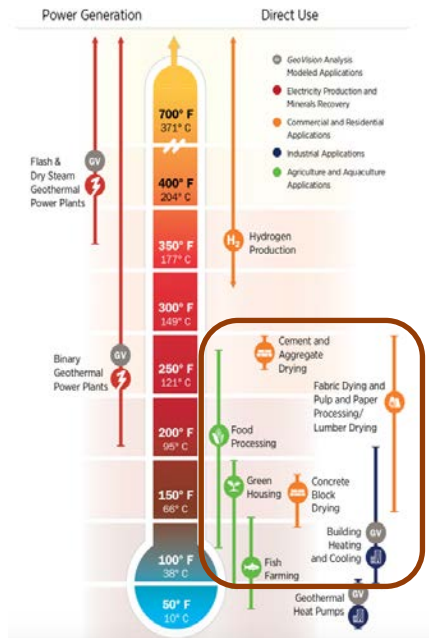 Power Generation
Direct Use
GV GeoVision Analysis
Modeled Applications
Electricity Production and
Minerals Recovery
Commercial and Residential
Applications
Industrial Applications
Agriculture and Aquaculture
Applications
700° F
371° C
Flash &
Dry Steam
Geothermal
Power Plants
GV
400° F
204° C
350° F
177° C
H₂
Hydrogen
Production
300° F
149° C
Cement and
Aggregate
Drying
Binary
Geothermal
Power Plants
GV
250° F
121° C
Fabric Dying and
Pulp and Paper
Processing/
Lumber Drying
200° F
95° C
Food
Processing
150° F
66° C
Green
Housing
Concrete
Block
Drying
Building
Heating
and Cooling
GV
100° F
38° C
Fish
Farming
50° F
10° C
Geothermal
Heat Pumps
GV